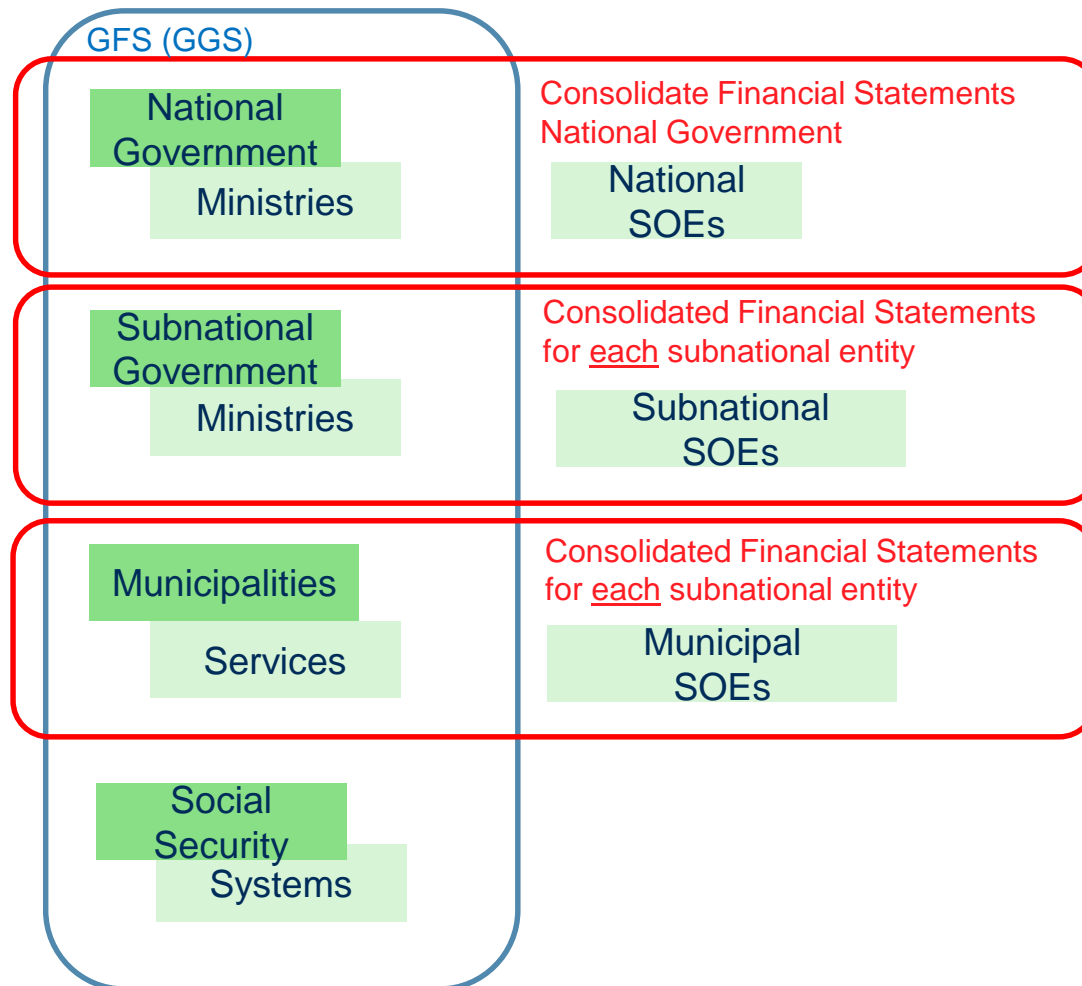 GFS (GGS)
National
Government
Ministries
Consolidate Financial Statements
National Government
National
SOEs
Subnational
Government
Ministries
Consolidated Financial Statements
for each subnational entity
Subnational
SOEs
Municipalities
Services
Consolidated Financial Statements
for each subnational entity
Municipal
SOEs
Social
Security
Systems